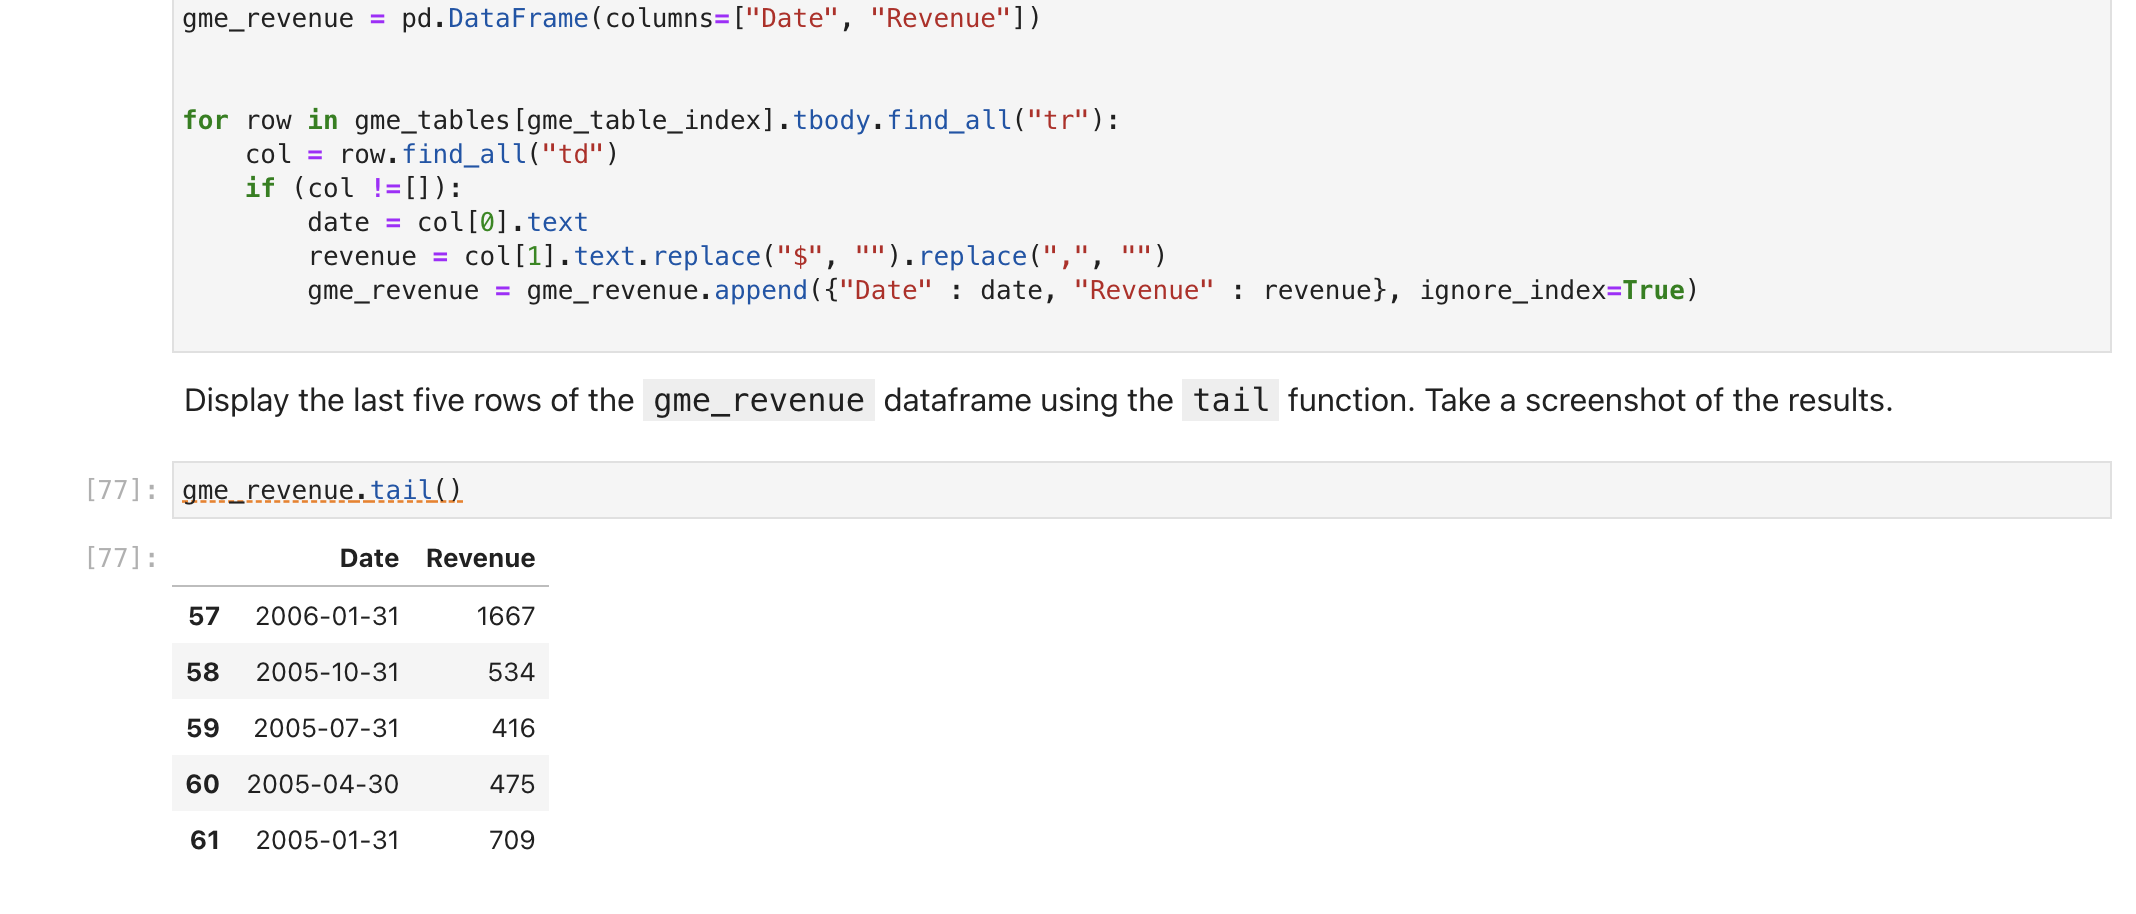 gme_revenue = pd.DataFrame(columns=["Date", "Revenue"])
for row in gme_tables[gme_table_index].tbody.find_all("tr"):
    col = row.find_all("td")
    if (col !=[]):
        date = col[0].text
        revenue = col[1].text.replace("$", "").replace(",", "")
        gme_revenue = gme_revenue.append({"Date" : date, "Revenue" : revenue}, ignore_index=True)
Display the last five rows of the gme_revenue dataframe using the tail function. Take a screenshot of the results.
[77]: gme_revenue.tail()
[77]: Date Revenue
57 2006-01-31 1667
58 2005-10-31 534
59 2005-07-31 416
60 2005-04-30 475
61 2005-01-31 709